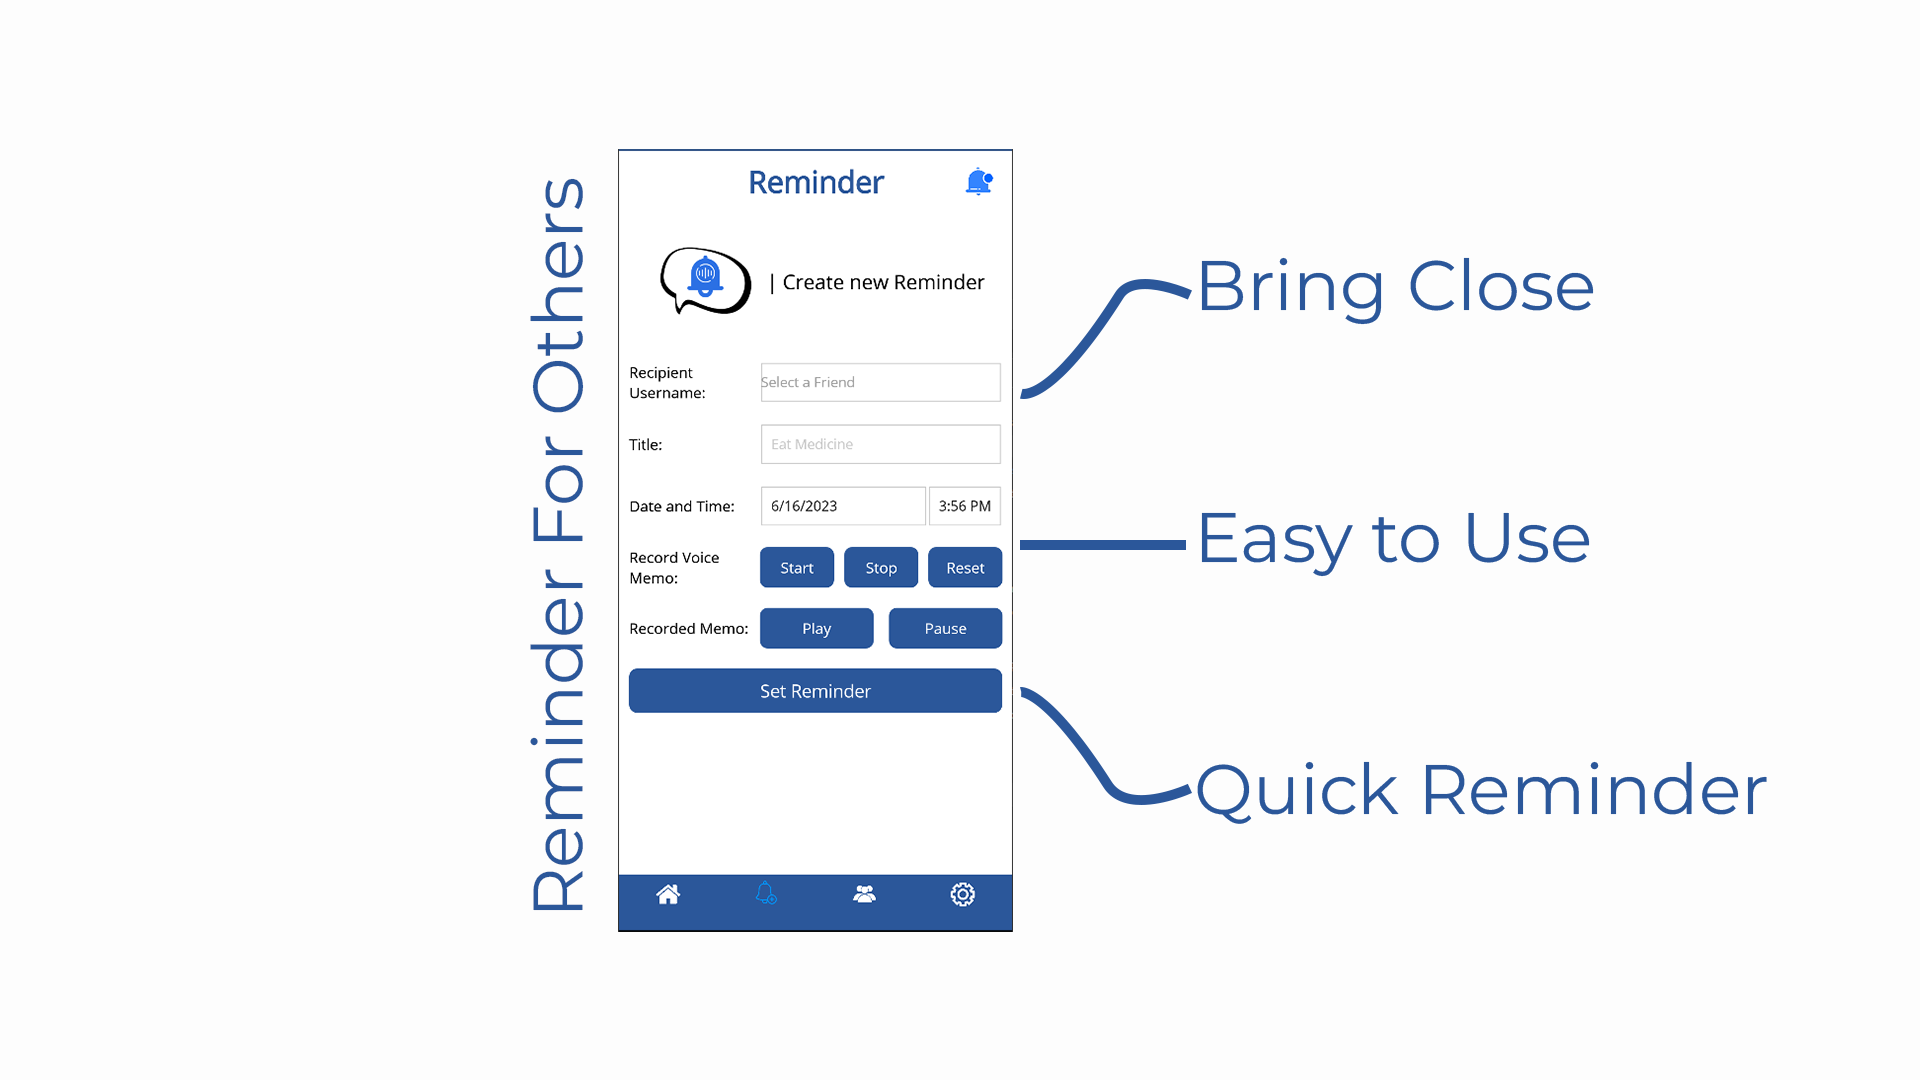 Reminder For Others
Reminder
| Create new Reminder
Recipient
Username:
Select a Friend
Title:
Eat Medicine
Date and Time:
6/16/2023
3:56 PM
Record Voice
Memo:
Start
Stop
Reset
Recorded Memo:
Play
Pause
Set Reminder
Bring Close
Easy to Use
Quick Reminder